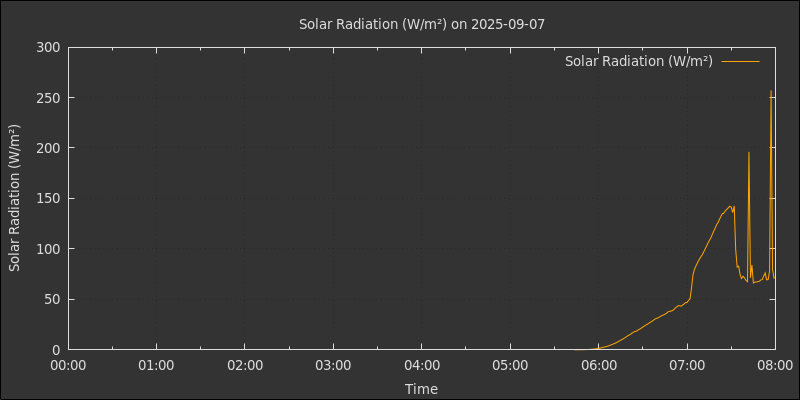 Solar Radiation (W/m²) on 2025-09-07
Solar Radiation (W/m²)
Solar Radiation (W/m²)
300
250
200
150
100
50
0
00:00 01:00 02:00 03:00 04:00 05:00 06:00 07:00 08:00
Time